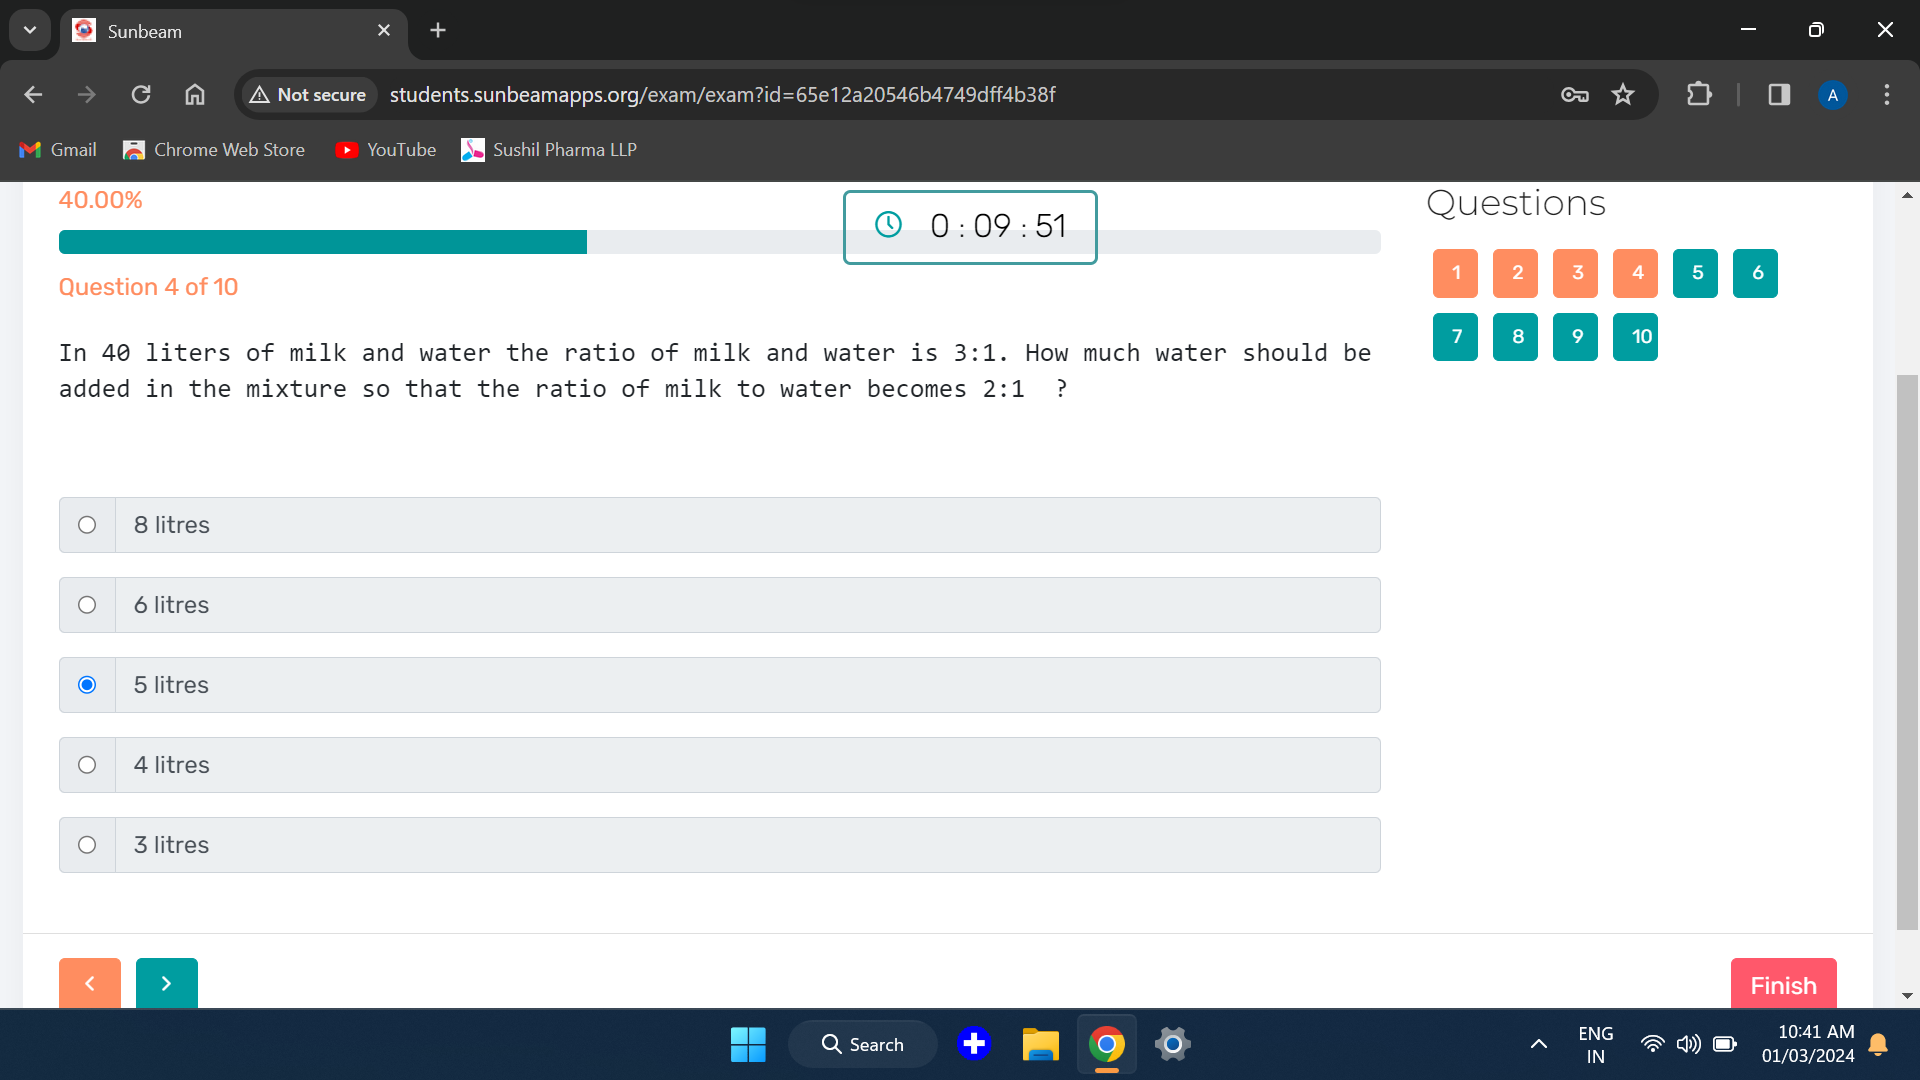 Sunbeam
Not secure
students.sunbeamapps.org/exam/exam?id=65e12a20546b4749dff4b38f
A
Gmail
Chrome Web Store
YouTube
Sushil Pharma LLP
40.00%
0 : 09 : 51
Question 4 of 10
In 40 liters of milk and water the ratio of milk and water is 3:1. How much water should be
added in the mixture so that the ratio of milk to water becomes 2:1 ?
8 litres
6 litres
5 litres
4 litres
3 litres
Questions
1 2 3 4 5 6
7 8 9 10
Finish
Search
ENG
IN
10:41 AM
01/03/2024